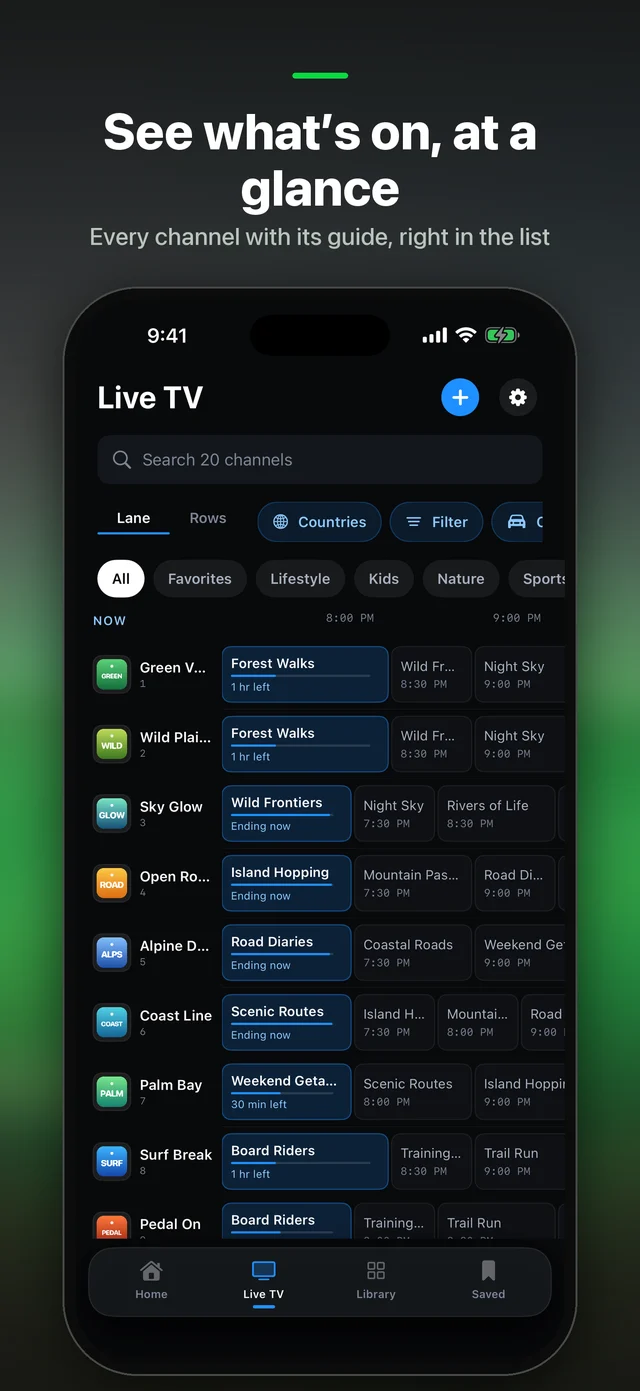 See what's on, at a
glance
Every channel with its guide, right in the list
9:41
Live TV
Search 20 channels
Lane Rows Countries Filter
All Favorites Lifestyle Kids Nature Sports
NOW 8:00 PM 9:00 PM
GREEN Green V... Forest Walks Wild Fr... Night Sky
1 1 hr left 8:30 PM 9:00 PM
WILD Wild Plai... Forest Walks Wild Fr... Night Sky
2 1 hr left 8:30 PM 9:00 PM
GLOW Sky Glow Wild Frontiers Night Sky Rivers of Life
3 Ending now 7:30 PM 8:30 PM
ROAD Open Ro... Island Hopping Mountain Pas... Road Di...
4 Ending now 7:30 PM 9:00 PM
ALPS Alpine D... Road Diaries Coastal Roads Weekend Ge
5 Ending now 7:30 PM 9:00 PM
COAST Coast Line Scenic Routes Island H... Mountai... Road
6 Ending now 7:30 PM 8:00 PM 9:00
PALM Palm Bay Weekend Geta... Scenic Routes Island Hoppi
7 30 min left 8:00 PM 9:00 PM
SURF Surf Break Board Riders Training... Trail Run
8 1 hr left 8:30 PM 9:00 PM
PEDAL Pedal On Board Riders Training... Trail Run
Home Live TV Library Saved